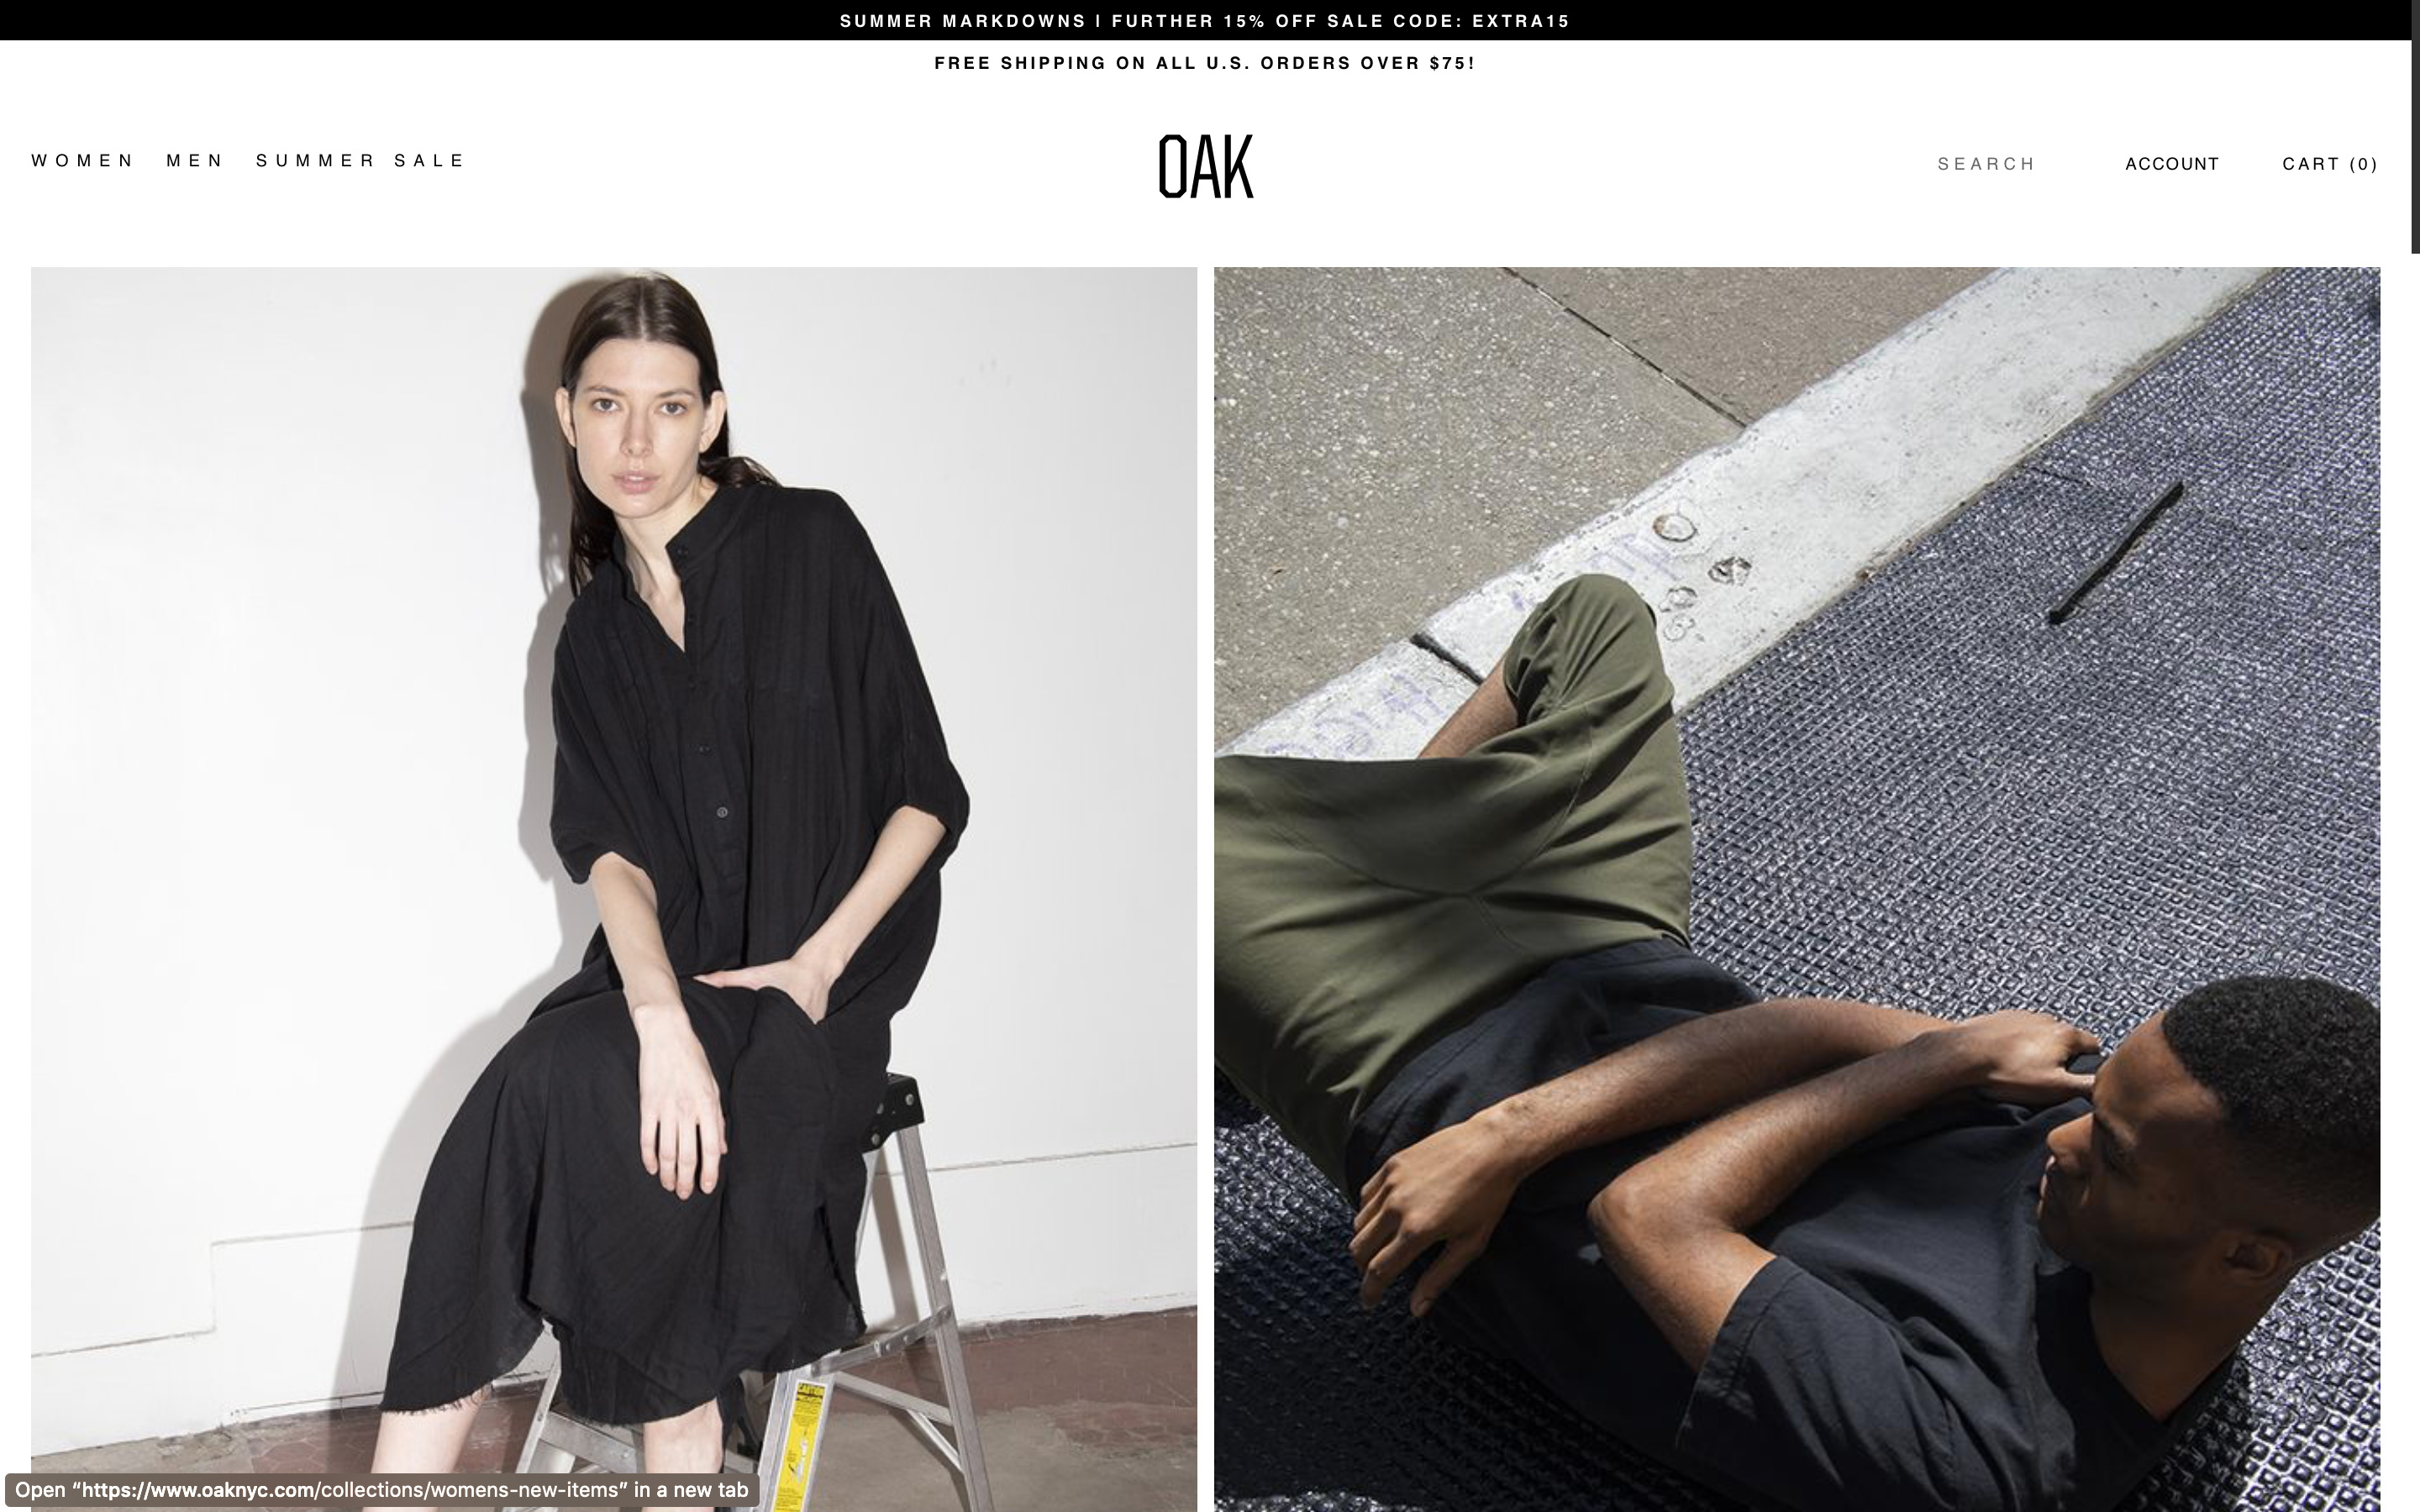 SUMMER MARKDOWNS | FURTHER 15% OFF SALE CODE: EXTRA15
FREE SHIPPING ON ALL U.S. ORDERS OVER $75!
WOMEN MEN SUMMER SALE
OAK
SEARCH ACCOUNT CART (0)
CAUTION
Open “https://www.oaknyc.com/collections/womens-new-items” in a new tab